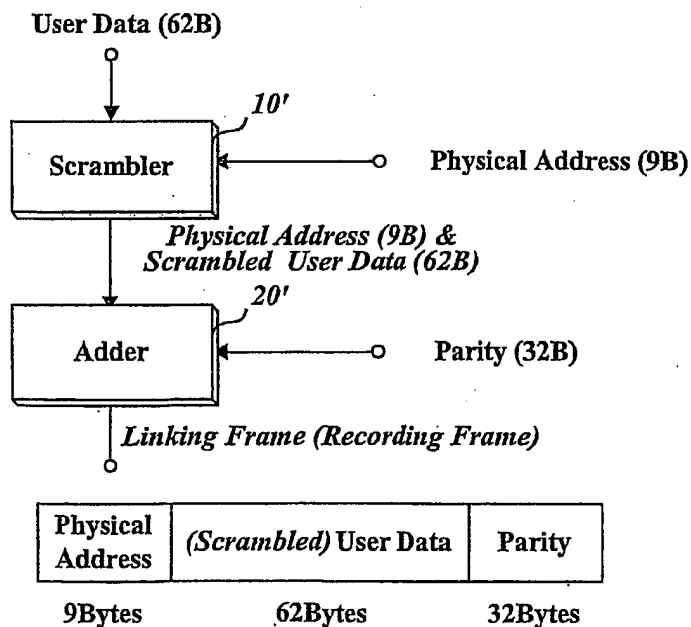 User Data (62B)
10'
Scrambler
Physical Address (9B)
Physical Address (9B) &
Scrambled User Data (62B)
20'
Adder
Parity (32B)
Linking Frame (Recording Frame)
Physical
Address
(Scrambled) User Data
Parity
9Bytes
62Bytes
32Bytes